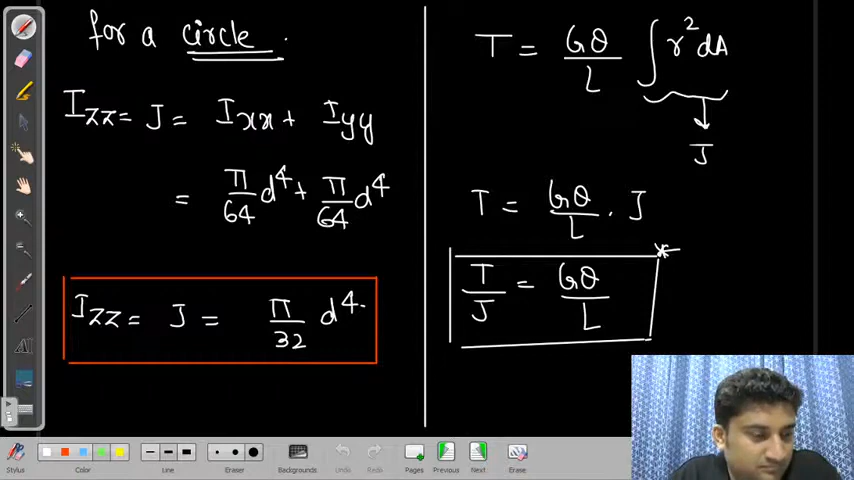 for a circle.
Izz = J = Ixx + Iyy
= π/64 d⁴ + π/64 d⁴
Izz = J = π/32 d⁴
T = Gθ/L ∫ r² dA
↓
J
T = Gθ/L . J
*
T/J = Gθ/L
Stylus
Color
Line
Eraser
Backgrounds
Undo
Redo
Pages
Previous
Next
Erase